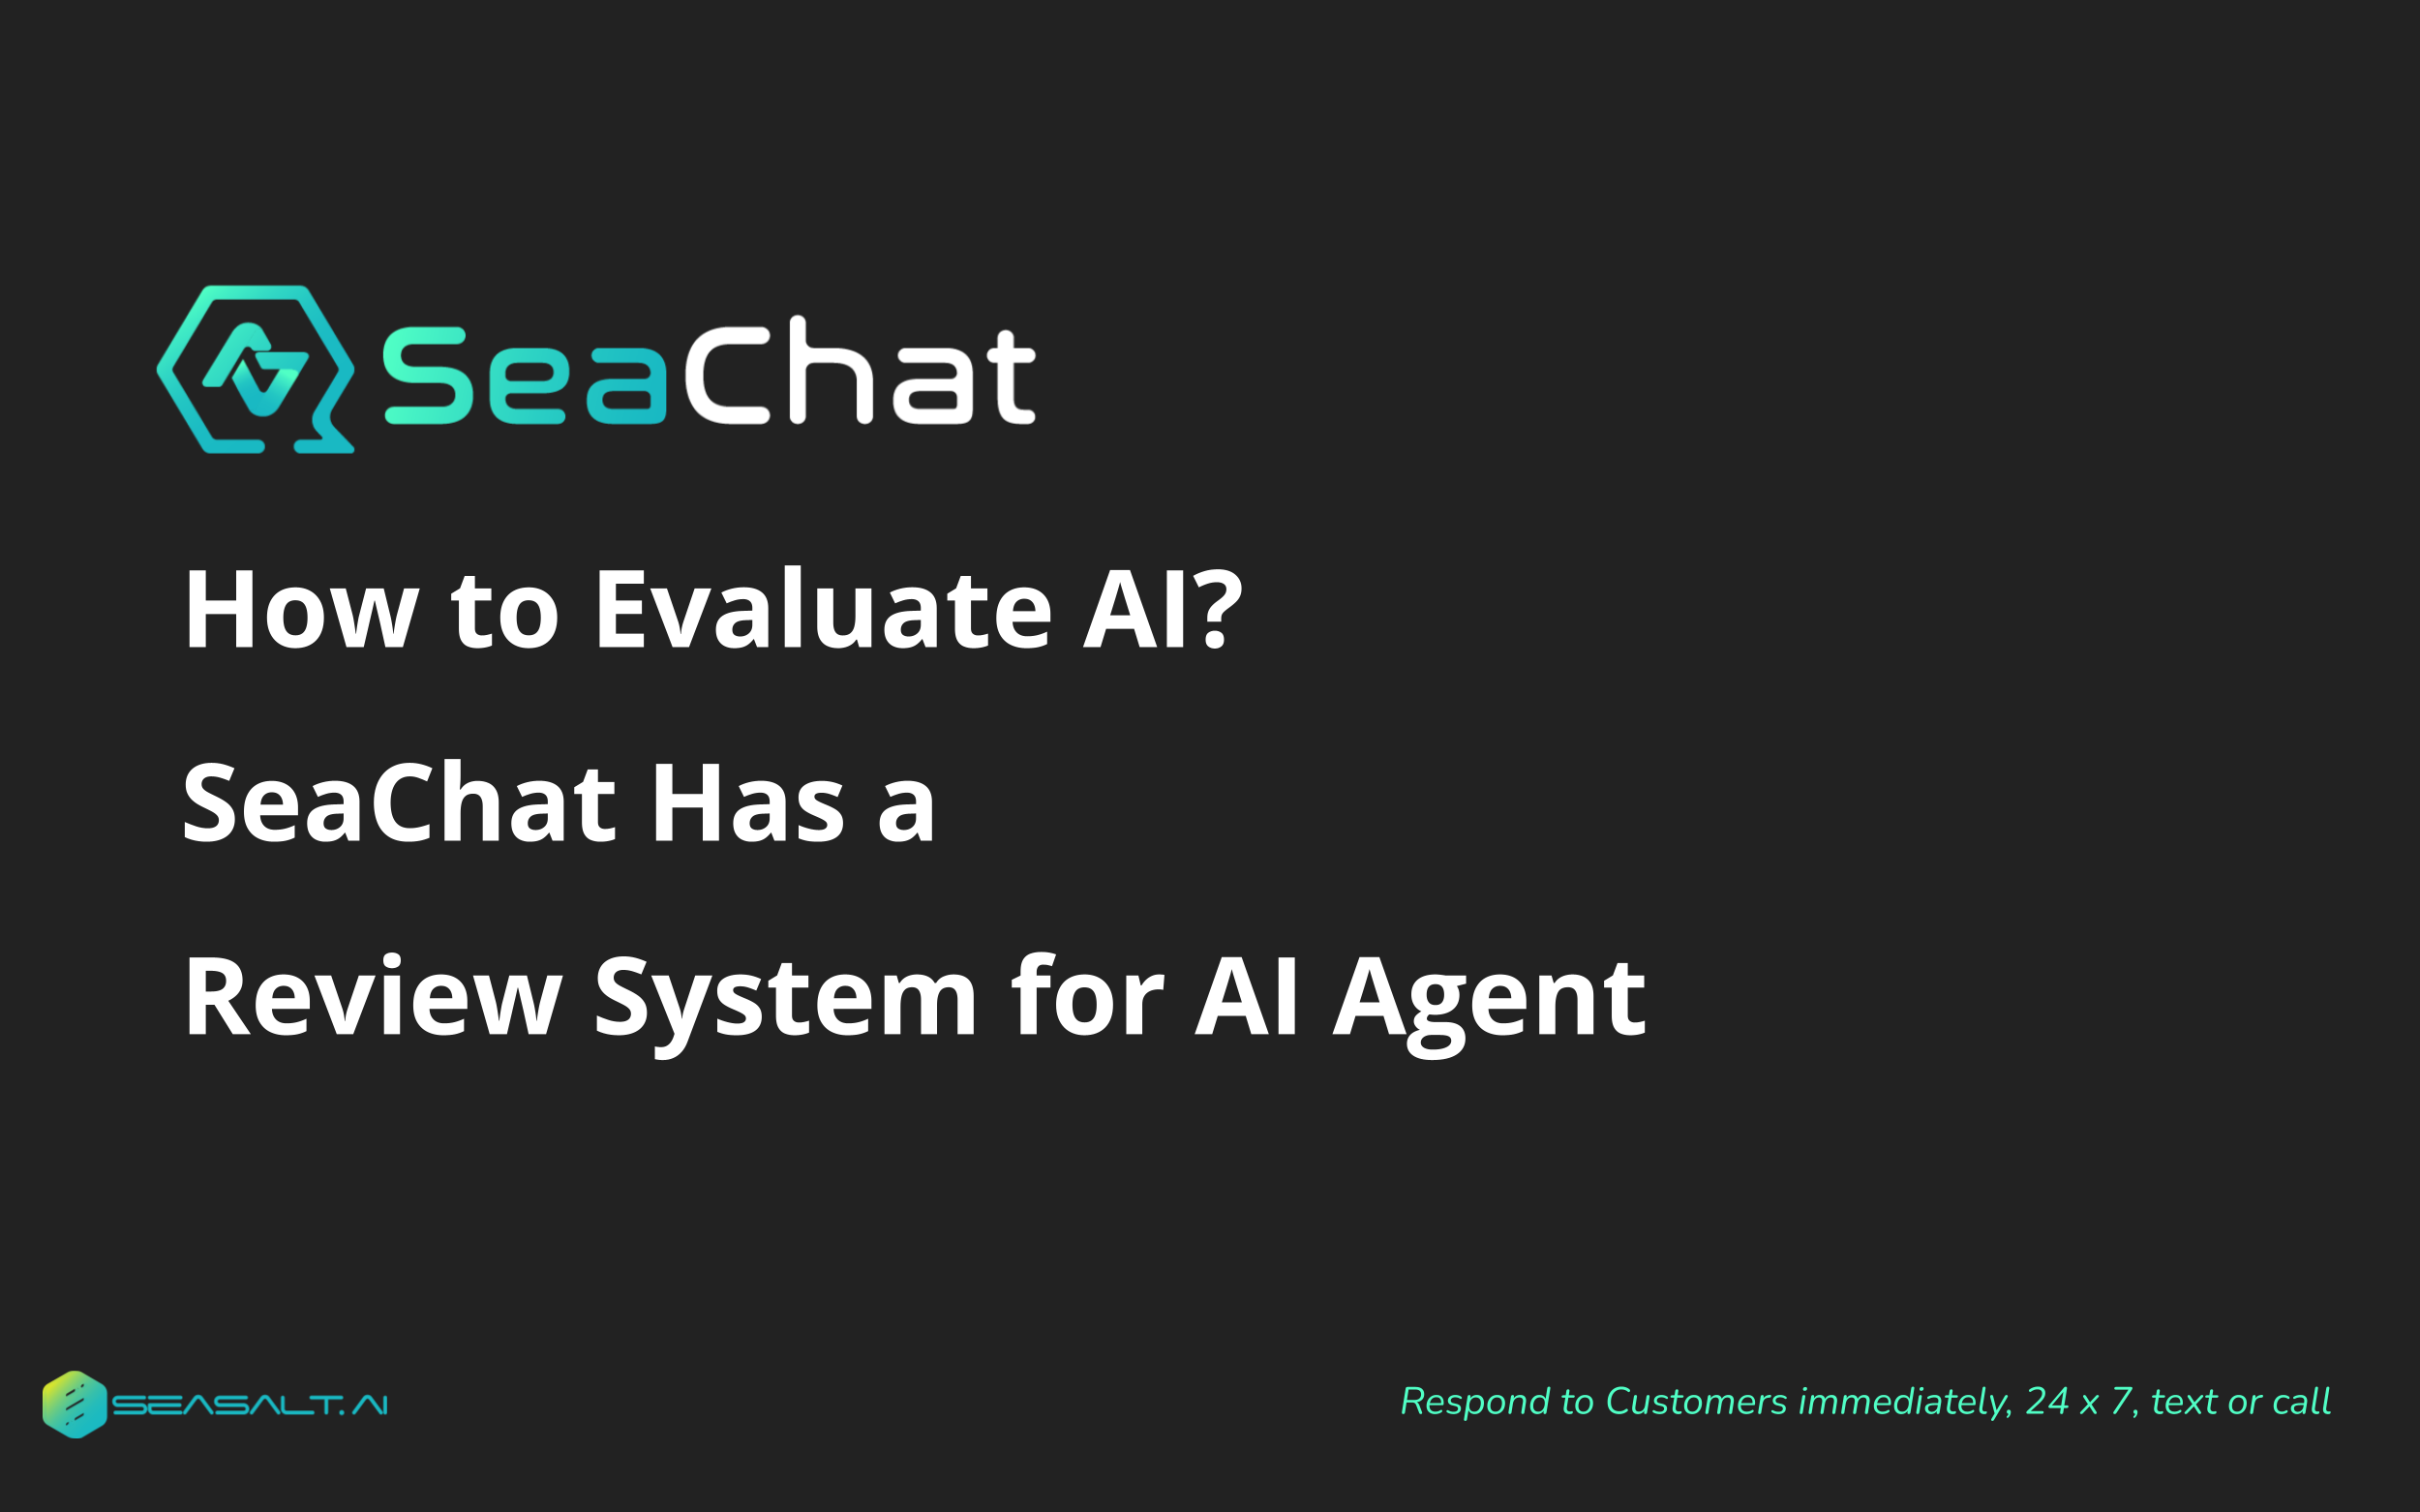 SeaChat
How to Evaluate AI?
SeaChat Has a
Review System for AI Agent
SEASALT.AI
Respond to Customers immediately, 24 x 7, text or call